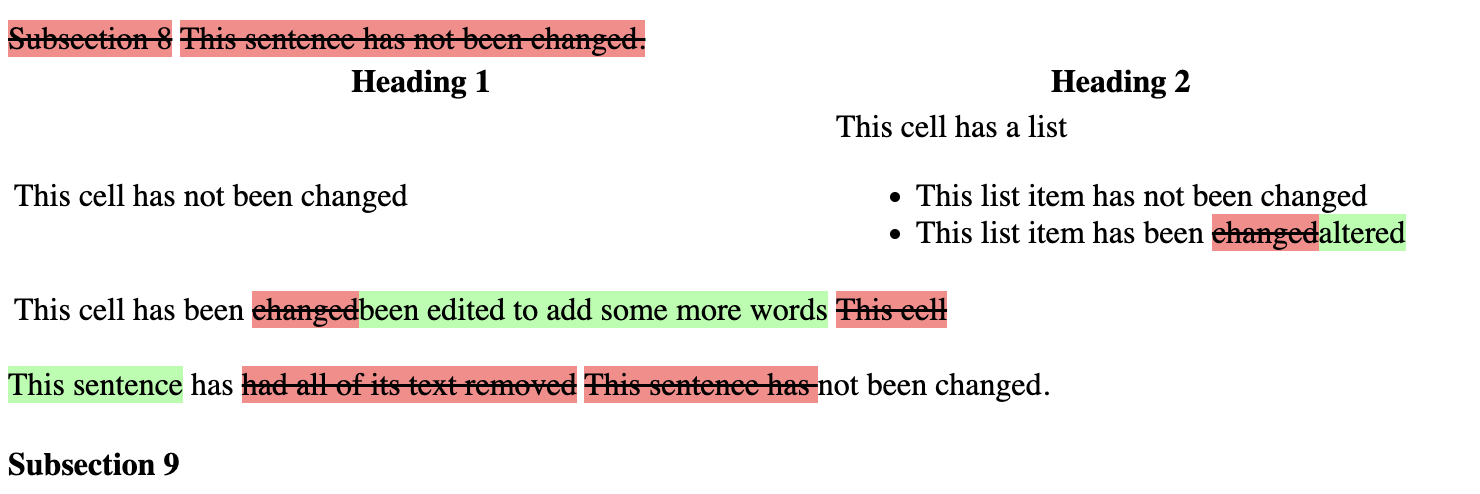 Subsection 8 This sentence has not been changed.
Heading 1 Heading 2
This cell has a list
This cell has not been changed • This list item has not been changed
• This list item has been changedaltered
This cell has been changedbeen edited to add some more words This cell
This sentence has had all of its text removed This sentence has not been changed.
Subsection 9